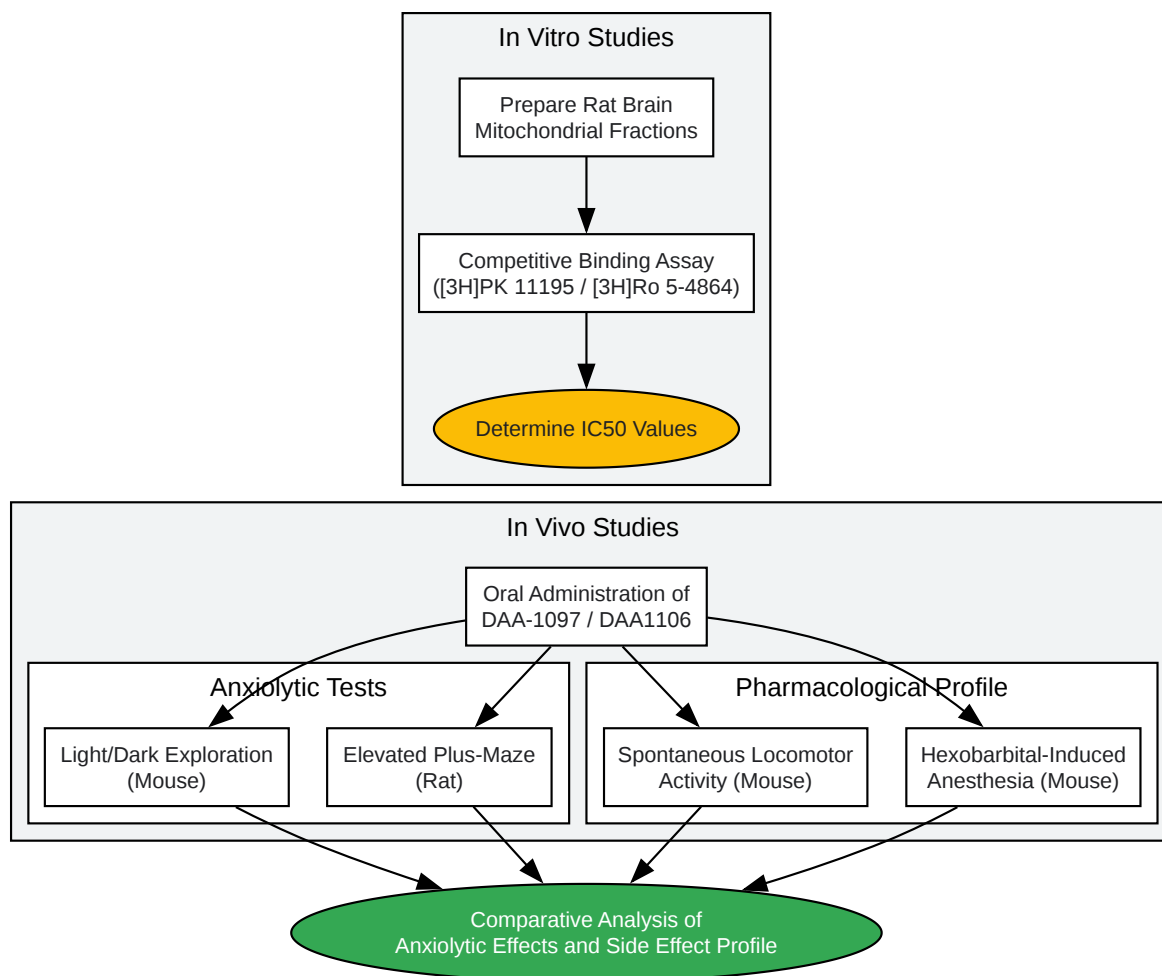 In Vitro Studies
Prepare Rat Brain
Mitochondrial Fractions
Competitive Binding Assay
([3H]PK 11195 / [3H]Ro 5-4864)
Determine IC50 Values
In Vivo Studies
Oral Administration of
DAA-1097 / DAA1106
Anxiolytic Tests
Light/Dark Exploration
(Mouse)
Elevated Plus-Maze
(Rat)
Pharmacological Profile
Spontaneous Locomotor
Activity (Mouse)
Hexobarbital-Induced
Anesthesia (Mouse)
Comparative Analysis of
Anxiolytic Effects and Side Effect Profile